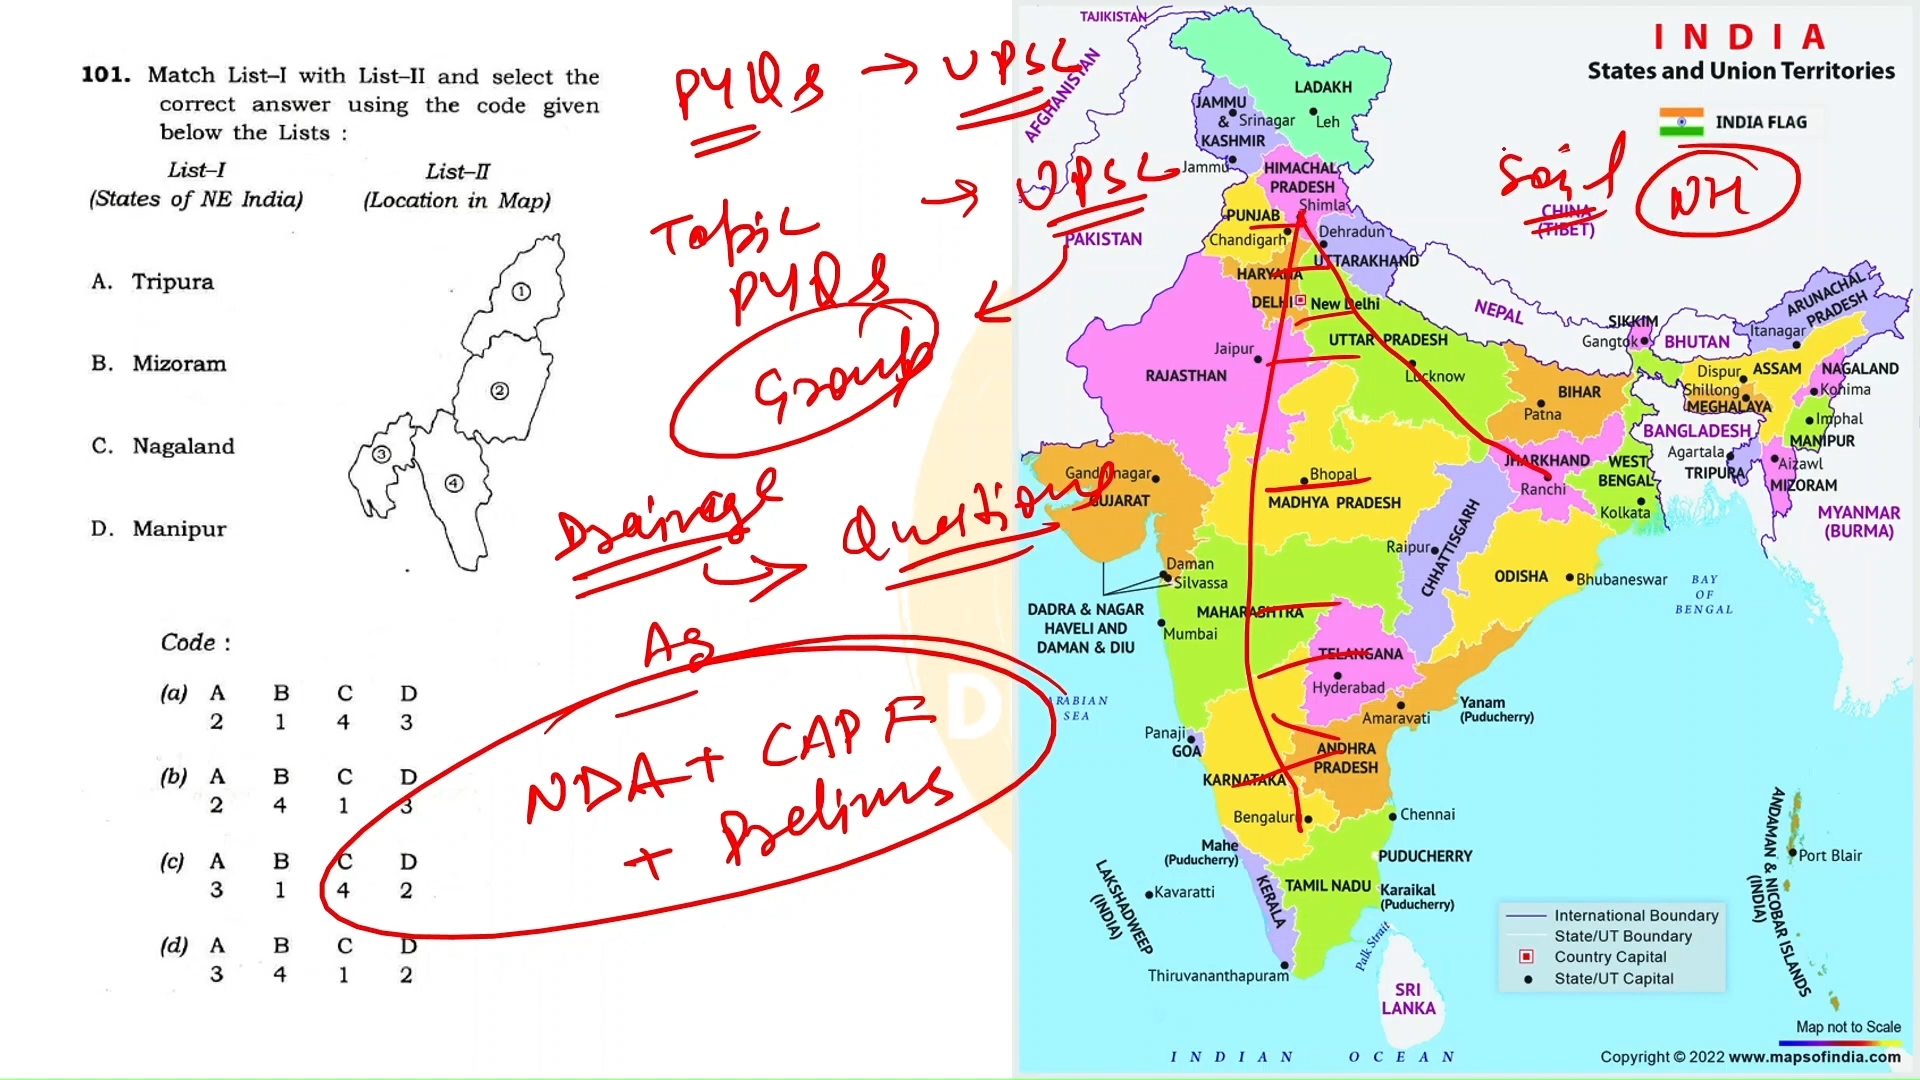 101. Match List–I with List–II and select the
correct answer using the code given
below the Lists :
List–I
(States of NE India)
List–II
(Location in Map)
A. Tripura
B. Mizoram
C. Nagaland
D. Manipur
1
2
3
4
Code :
(a) A B C D
2 1 4 3
(b) A B C D
2 4 1 3
(c) A B C D
3 1 4 2
(d) A B C D
3 4 1 2
PYQs → UPSC
Topic → UPSC
PYQs
Group
Drainage → Questions
As
NDA + CAPF
+ Prelims
D
Soil NH
INDIA
States and Union Territories
INDIA FLAG
TAJIKISTAN
AFGHANISTAN
PAKISTAN
CHINA
(TIBET)
LADAKH
Leh
JAMMU
&
KASHMIR
Srinagar
Jammu
HIMACHAL
PRADESH
Shimla
PUNJAB
Chandigarh
Dehradun
UTTARAKHAND
HARYANA
DELHI
New Delhi
NEPAL
UTTAR PRADESH
Lucknow
Jaipur
RAJASTHAN
SIKKIM
Gangtok
BHUTAN
ARUNACHAL
PRADESH
Itanagar
Dispur
ASSAM
NAGALAND
Kohima
Shillong
MEGHALAYA
Imphal
MANIPUR
BIHAR
Patna
BANGLADESH
Agartala
TRIPURA
Aizawl
MIZORAM
MYANMAR
(BURMA)
JHARKHAND
Ranchi
WEST
BENGAL
Kolkata
Gandhinagar
GUJARAT
Bhopal
MADHYA PRADESH
CHHATTISGARH
Raipur
ODISHA
Bhubaneswar
BAY
OF
BENGAL
Daman
Silvassa
DADRA & NAGAR
HAVELI AND
DAMAN & DIU
MAHARASHTRA
Mumbai
TELANGANA
Hyderabad
ARABIAN
SEA
Amaravati
Yanam
(Puducherry)
Panaji
GOA
KARNATAKA
ANDHRA
PRADESH
Bengaluru
Chennai
Mahe
(Puducherry)
PUDUCHERRY
KERALA
TAMIL NADU
Karaikal
(Puducherry)
LAKSHADWEEP
(INDIA)
Kavaratti
Thiruvananthapuram
Palk Strait
SRI
LANKA
ANDAMAN & NICOBAR ISLANDS
(INDIA)
Port Blair
International Boundary
State/UT Boundary
Country Capital
State/UT Capital
INDIAN OCEAN
Map not to Scale
Copyright © 2022 www.mapsofindia.com